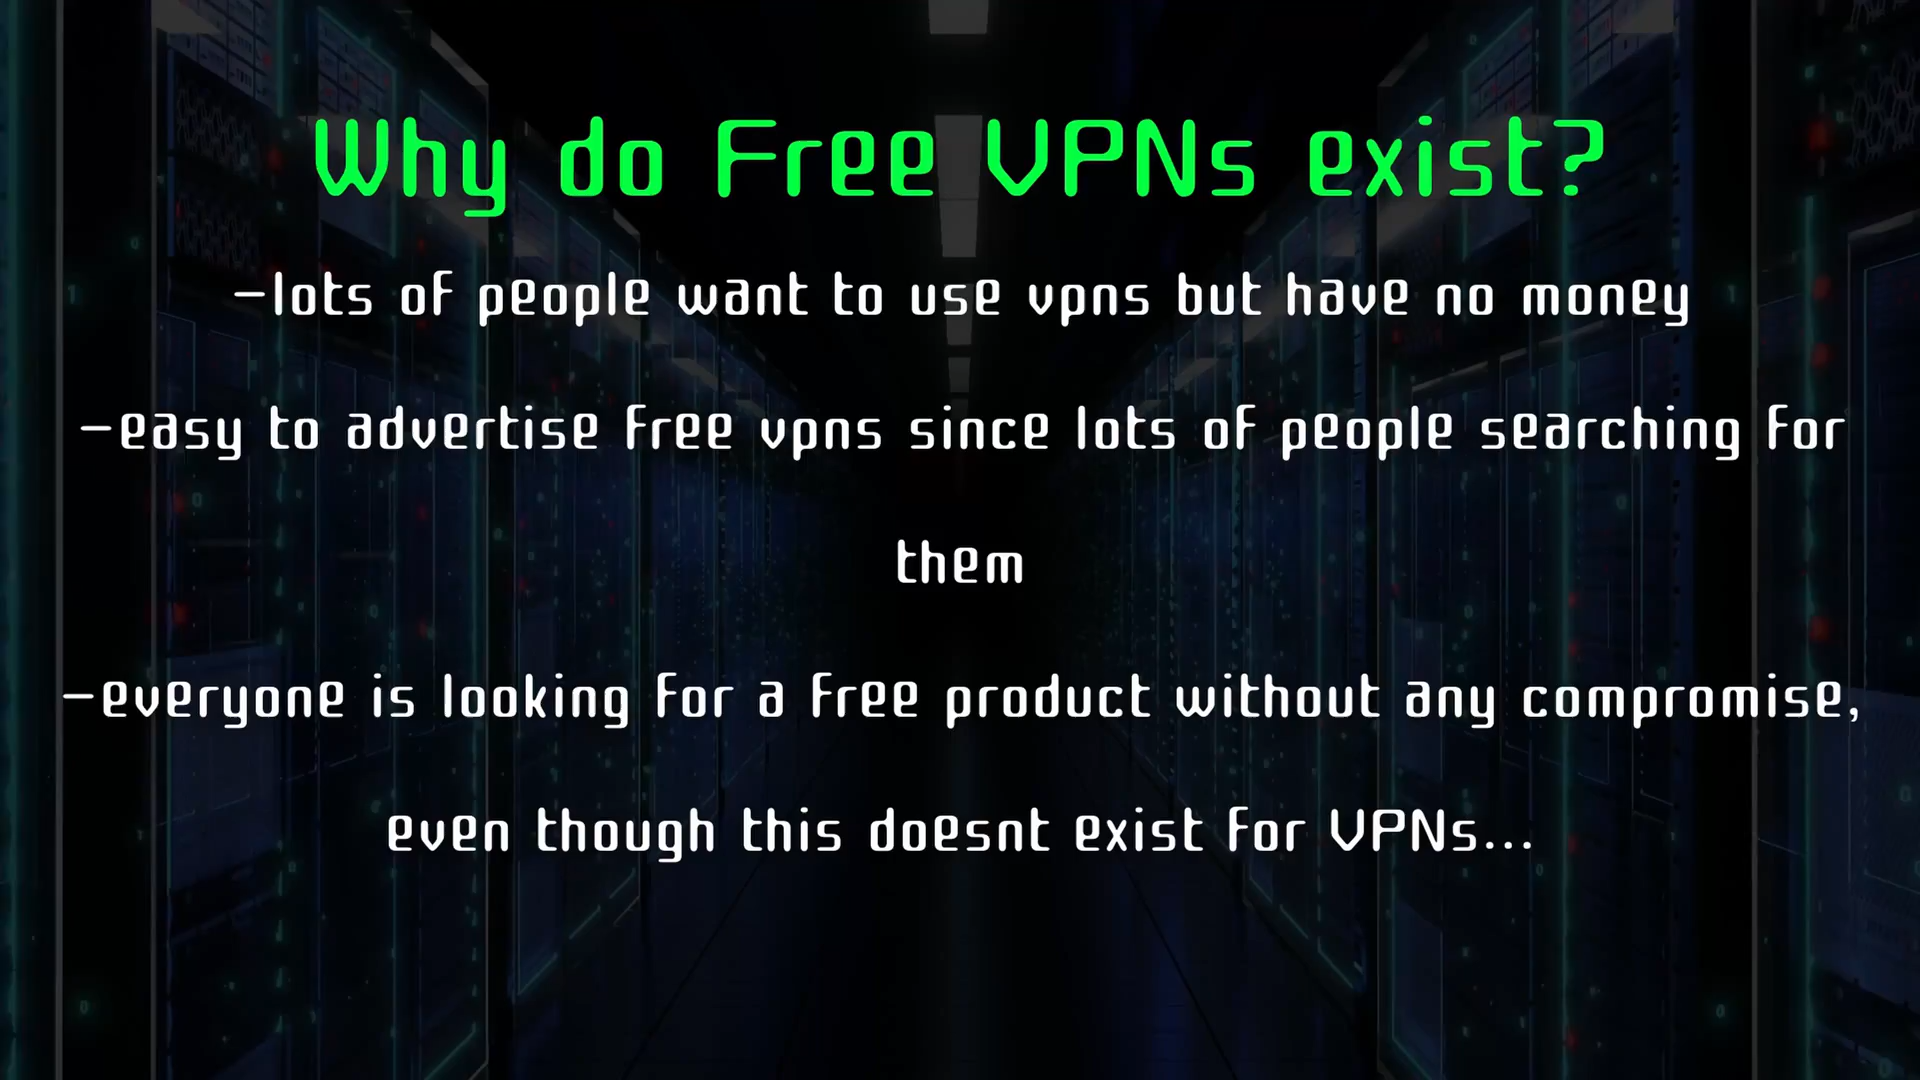 Why do Free VPNs exist?
-lots of people want to use vpns but have no money
-easy to advertise free vpns since lots of people searching for
them
-everyone is looking for a free product without any compromise,
even though this doesnt exist for VPNs...